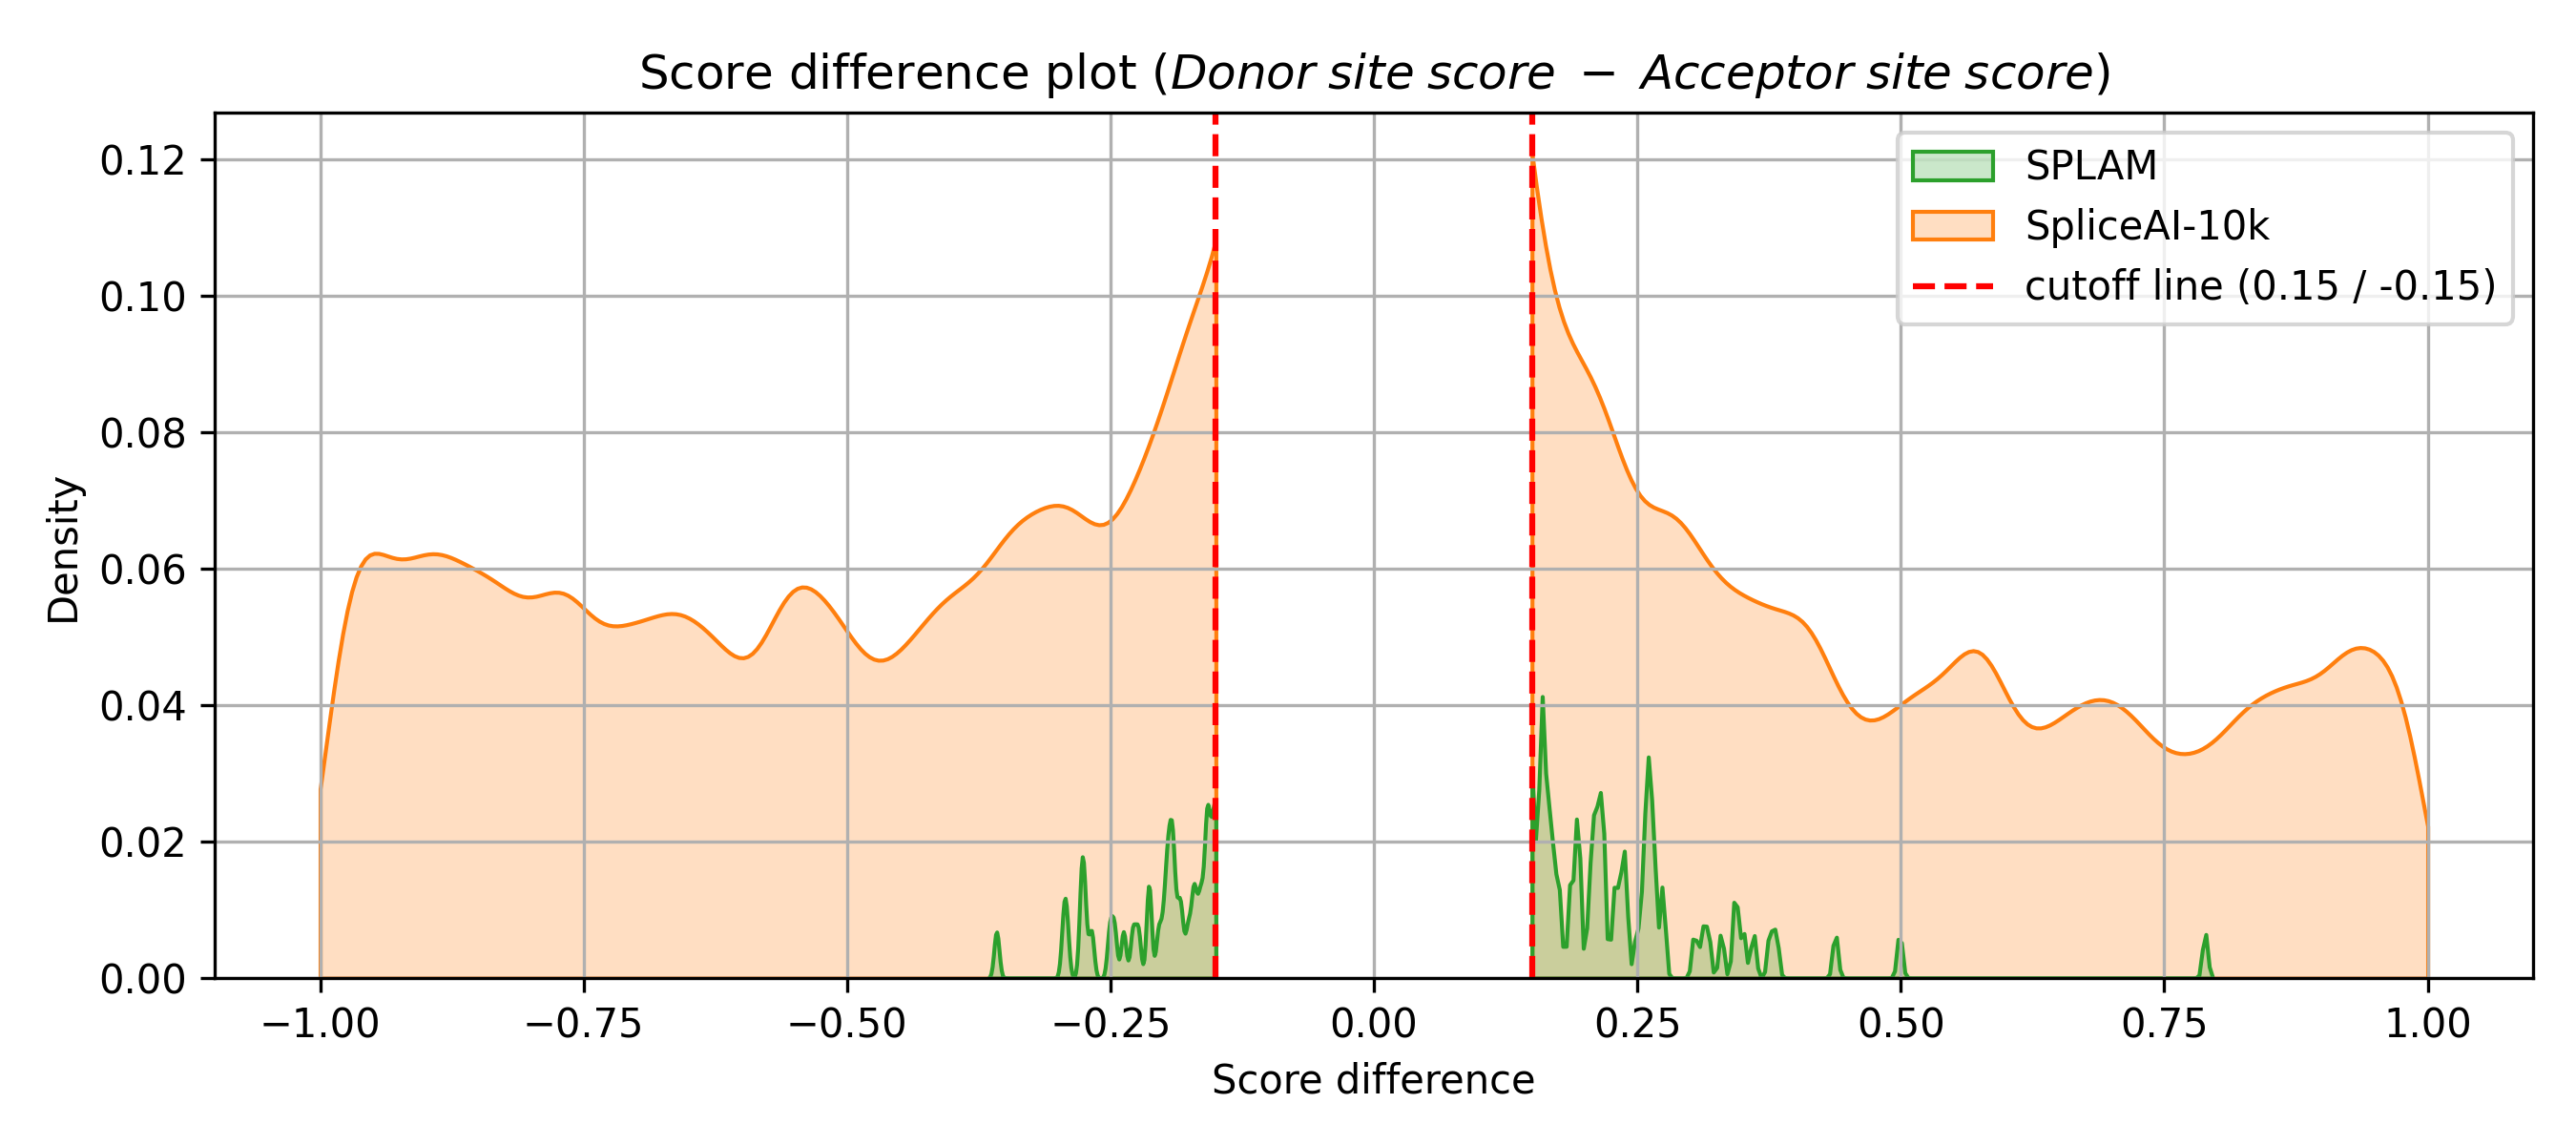 Score difference plot (Donor site score − Acceptor site score)
0.12
0.10
0.08
0.06
0.04
0.02
0.00
Density
SPLAM
SpliceAI-10k
cutoff line (0.15 / -0.15)
−1.00 −0.75 −0.50 −0.25 0.00 0.25 0.50 0.75 1.00
Score difference